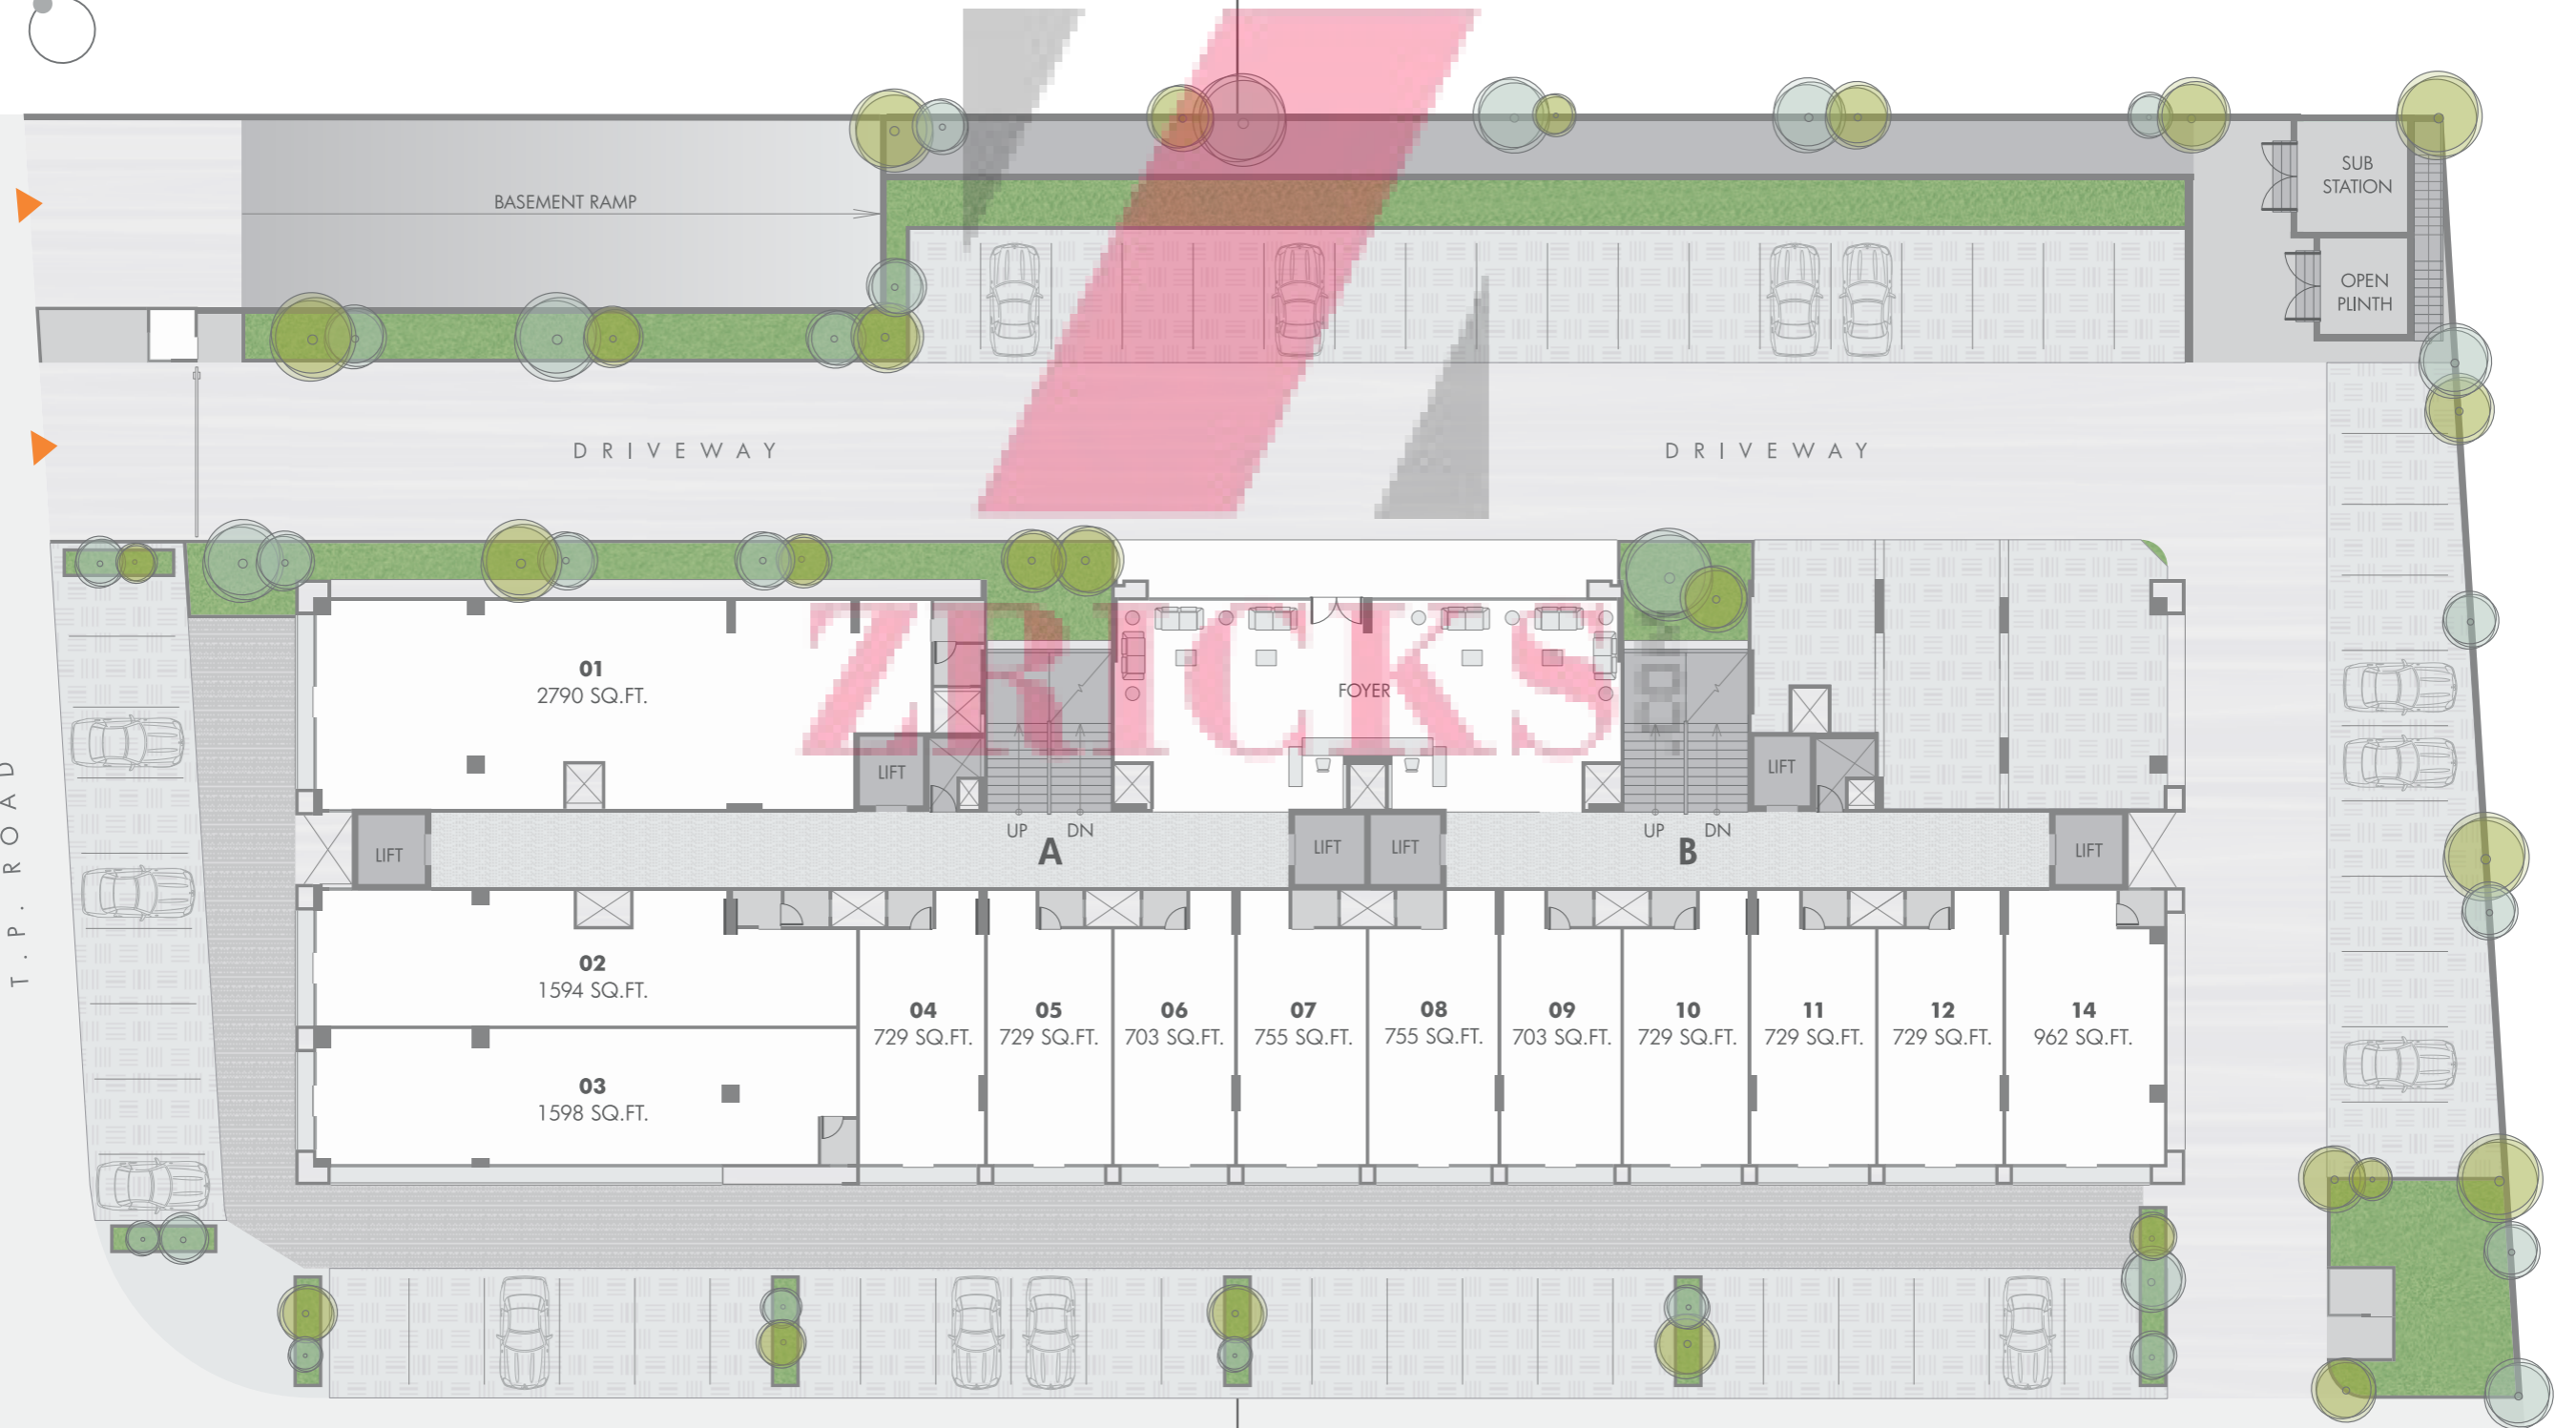 SUB
STATION
BASEMENT RAMP
OPEN
PLINTH
DRIVEWAY
DRIVEWAY
ZRICKS
.COM
01
2790 SQ.FT.
FOYER
LIFT
LIFT
T.P. ROAD
UP
DN
UP
DN
LIFT
A
LIFT
LIFT
B
LIFT
02
1594 SQ.FT.
04
729 SQ.FT.
05
729 SQ.FT.
06
703 SQ.FT.
07
755 SQ.FT.
08
755 SQ.FT.
09
703 SQ.FT.
10
729 SQ.FT.
11
729 SQ.FT.
12
729 SQ.FT.
14
962 SQ.FT.
03
1598 SQ.FT.